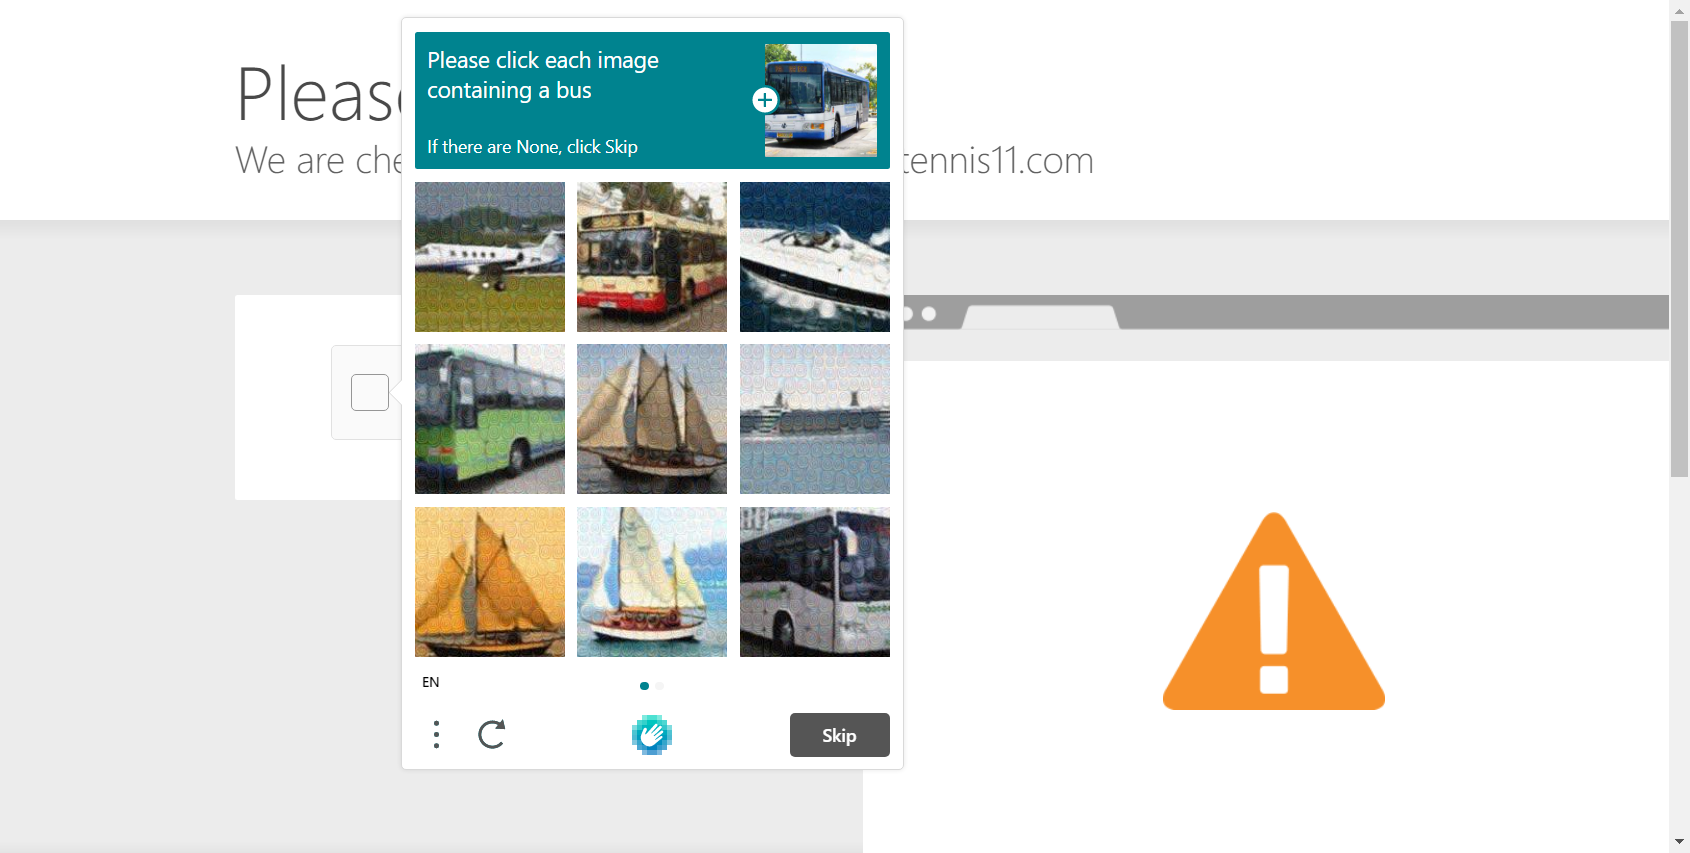 Please click each image
containing a bus
If there are None, click Skip
We are che
tennis11.com
EN
Skip